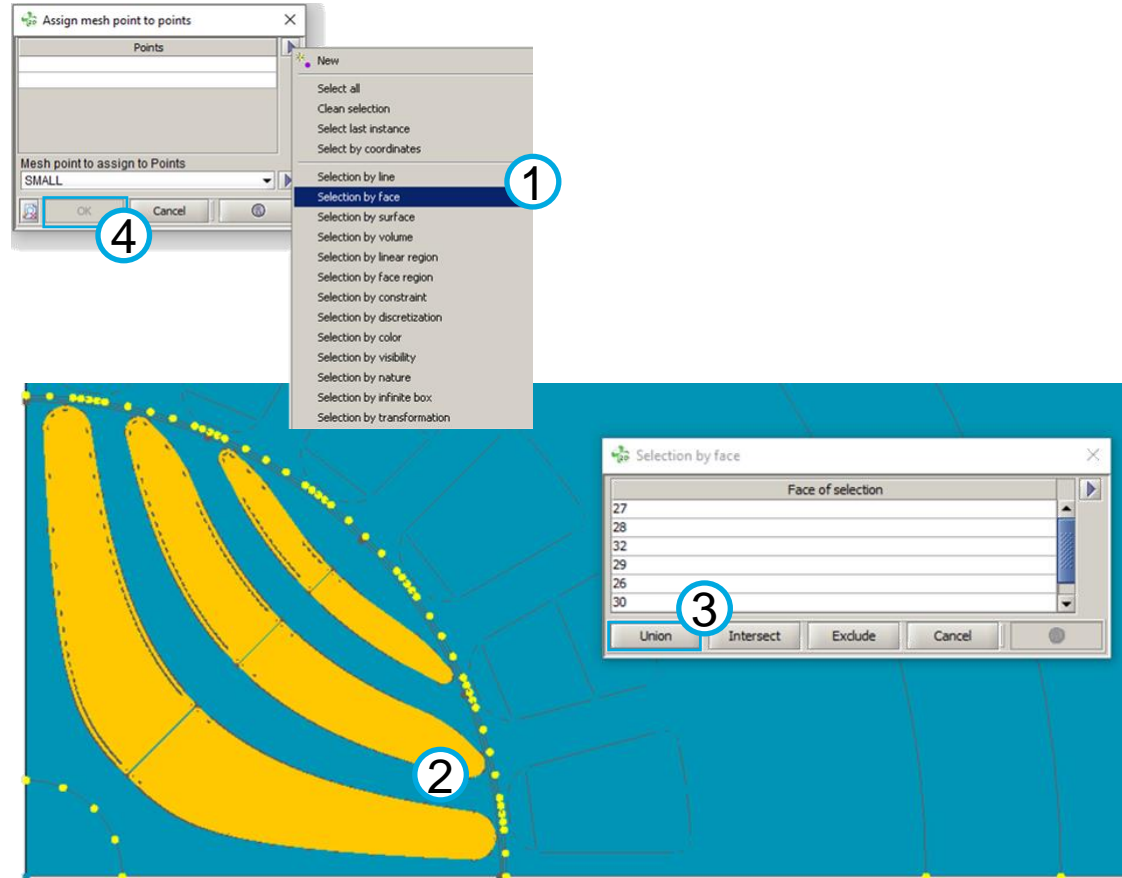 Assign mesh point to points
Points
Mesh point to assign to Points
SMALL
OK
Cancel
4
New
Select all
Clean selection
Select last instance
Select by coordinates
Selection by line
Selection by face
1
Selection by surface
Selection by volume
Selection by linear region
Selection by face region
Selection by constraint
Selection by discretization
Selection by color
Selection by visibility
Selection by nature
Selection by infinite box
Selection by transformation
2
Selection by face
Face of selection
27
28
32
29
26
30
3
Union
Intersect
Exclude
Cancel